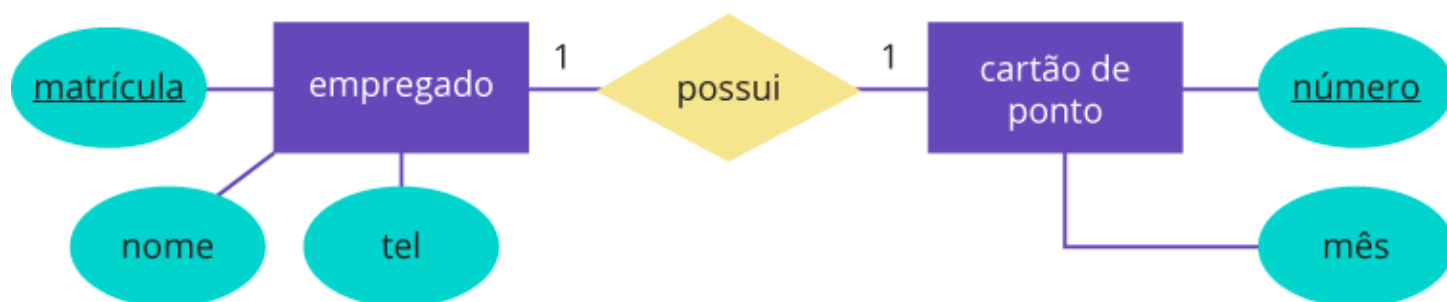 matrícula
empregado
1
possui
1
cartão de
ponto
número
nome
tel
mês